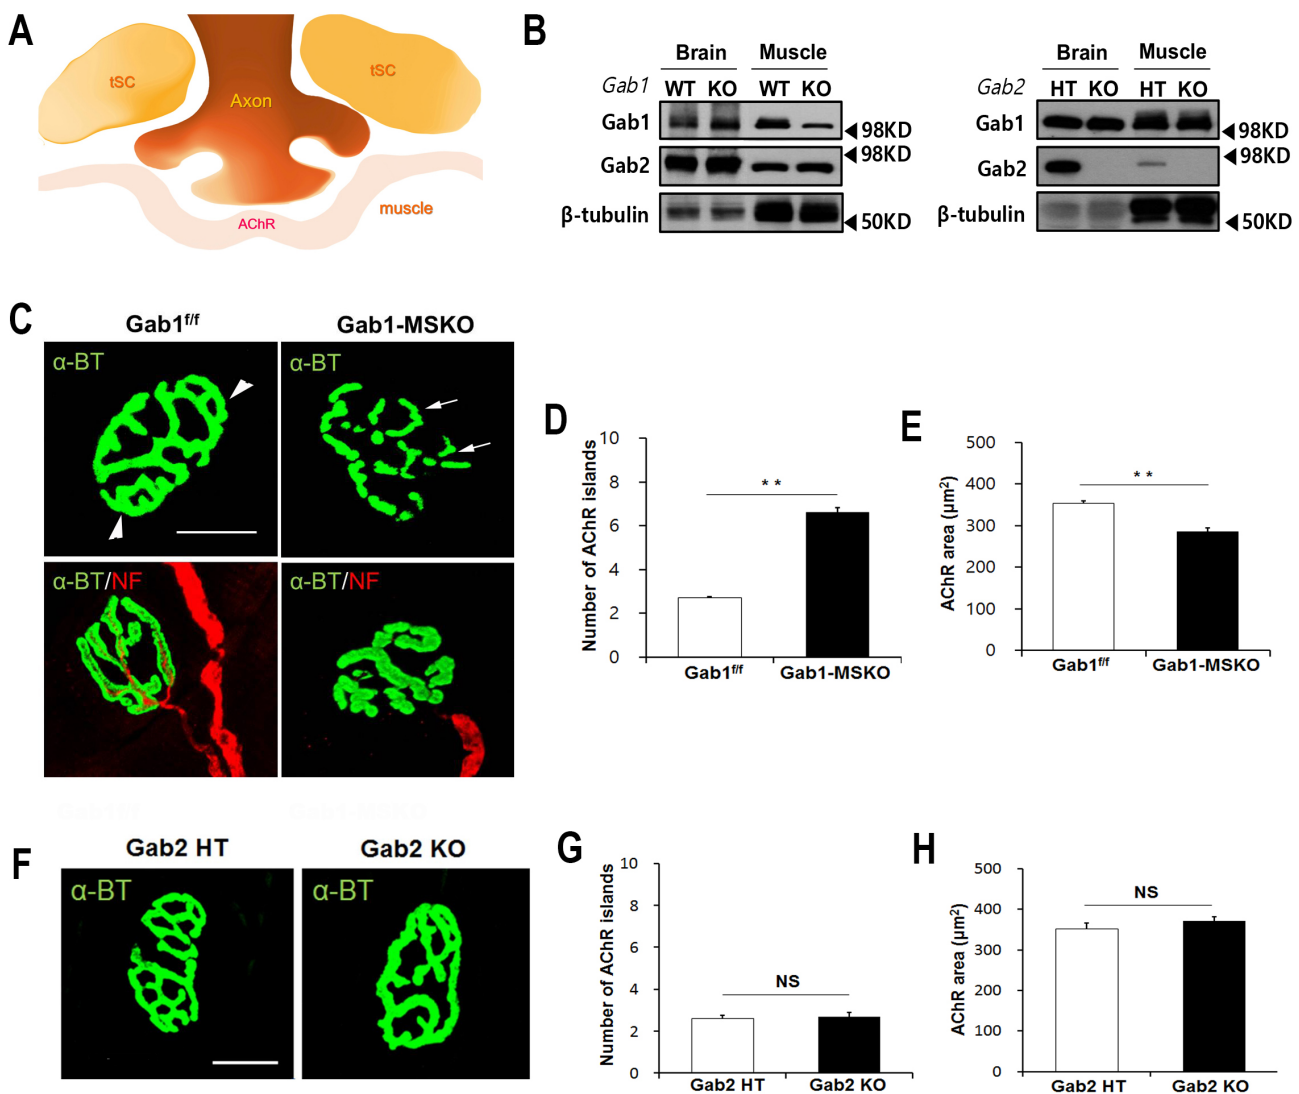 A
tSC
tSC
Axon
AChR
muscle
B
Brain Muscle
Gab1 WT KO WT KO
Gab1 98KD
Gab2 98KD
β-tubulin 50KD
Brain Muscle
Gab2 HT KO HT KO
Gab1 98KD
Gab2 98KD
β-tubulin 50KD
C
Gab1f/f Gab1-MSKO
α-BT α-BT
α-BT/NF α-BT/NF
D
Number of AChR islands
10
8
6
4
2
0
* *
Gab1f/f Gab1-MSKO
E
AChR area (μm2)
500
400
300
200
100
0
* *
Gab1f/f Gab1-MSKO
Gab1f/f Gab1-MSKO
F
Gab2 HT Gab2 KO
α-BT α-BT
G
Number of AChR islands
10
8
6
4
2
0
NS
Gab2 HT Gab2 KO
H
AChR area (μm2)
500
400
300
200
100
0
NS
Gab2 HT Gab2 KO